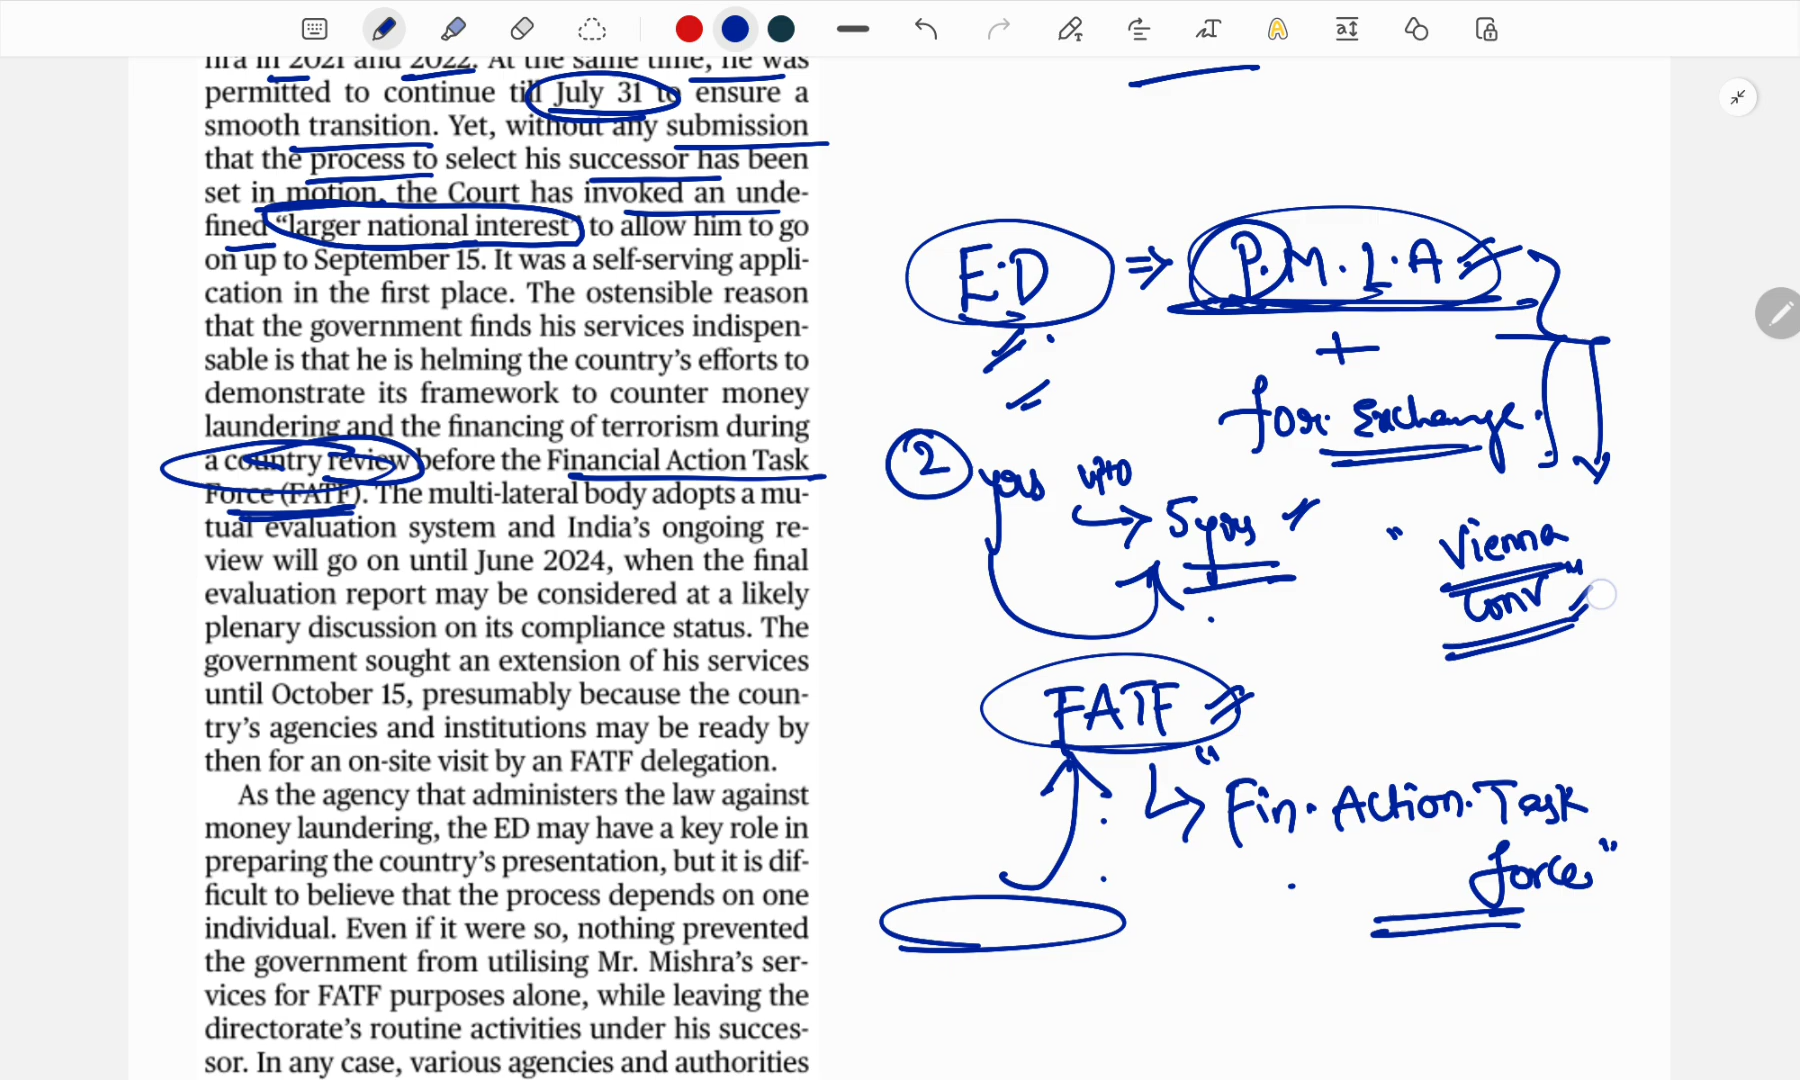 hra in 2021 and 2022. At the same time, he was
permitted to continue till July 31 to ensure a
smooth transition. Yet, without any submission
that the process to select his successor has been
set in motion, the Court has invoked an unde-
fined “larger national interest” to allow him to go
on up to September 15. It was a self-serving appli-
cation in the first place. The ostensible reason
that the government finds his services indispen-
sable is that he is helming the country’s efforts to
demonstrate its framework to counter money
laundering and the financing of terrorism during
a country review before the Financial Action Task
Force (FATF). The multi-lateral body adopts a mu-
tual evaluation system and India’s ongoing re-
view will go on until June 2024, when the final
evaluation report may be considered at a likely
plenary discussion on its compliance status. The
government sought an extension of his services
until October 15, presumably because the coun-
try’s agencies and institutions may be ready by
then for an on-site visit by an FATF delegation.
As the agency that administers the law against
money laundering, the ED may have a key role in
preparing the country’s presentation, but it is dif-
ficult to believe that the process depends on one
individual. Even if it were so, nothing prevented
the government from utilising Mr. Mishra’s ser-
vices for FATF purposes alone, while leaving the
directorate’s routine activities under his succes-
sor. In any case, various agencies and authorities
E.D ⇒ P.M.L.A
+
for. Exchange.
2 yrs upto → 5 yrs
" Vienna
Conv "
FATF
↳ " Fin. Action. Task
force "